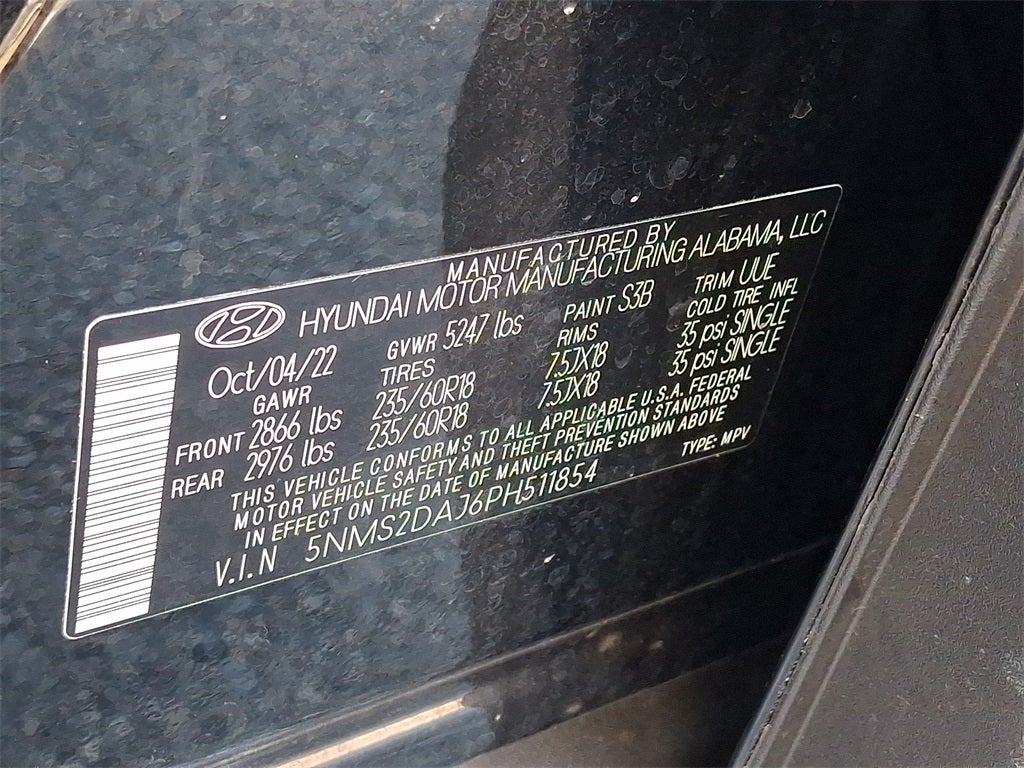 MANUFACTURED BY
HYUNDAI MOTOR MANUFACTURING ALABAMA, LLC
Oct/04/22 GVWR 5247 lbs PAINT S3B TRIM UUE
GAWR TIRES RIMS COLD TIRE INFL
FRONT 2866 lbs 235/60R18 7.5JX18 35 psi SINGLE
REAR 2976 lbs 235/60R18 7.5JX18 35 psi SINGLE
THIS VEHICLE CONFORMS TO ALL APPLICABLE U.S.A. FEDERAL
MOTOR VEHICLE SAFETY AND THEFT PREVENTION STANDARDS
IN EFFECT ON THE DATE OF MANUFACTURE SHOWN ABOVE
V.I.N 5NMS2DAJ6PH511854 TYPE: MPV